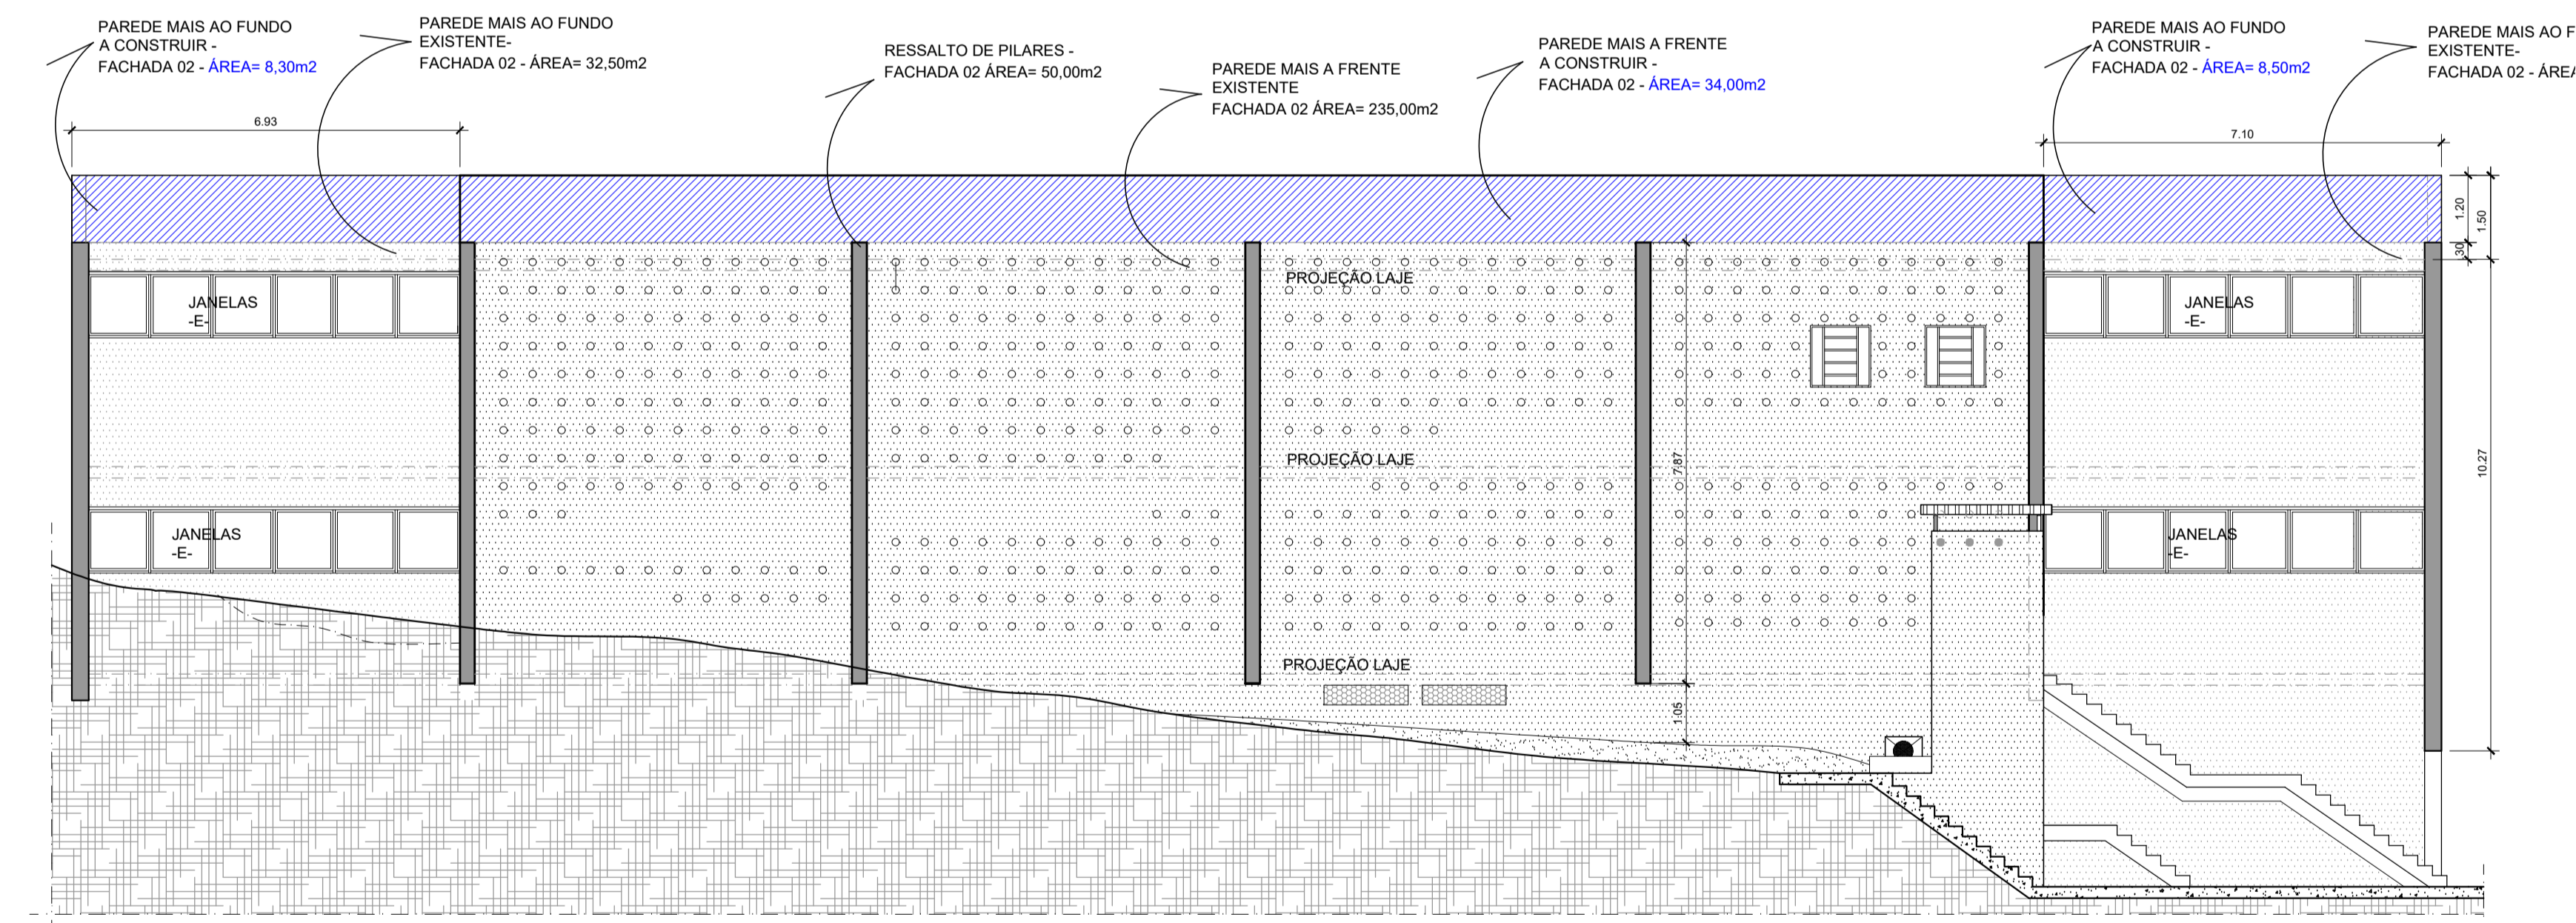 PAREDE MAIS AO FUNDO
A CONSTRUIR -
FACHADA 02 - ÁREA= 8,30m2
PAREDE MAIS AO FUNDO
EXISTENTE-
FACHADA 02 - ÁREA= 32,50m2
RESSALTO DE PILARES -
FACHADA 02 ÁREA= 50,00m2
PAREDE MAIS A FRENTE
EXISTENTE
FACHADA 02 ÁREA= 235,00m2
PAREDE MAIS A FRENTE
A CONSTRUIR -
FACHADA 02 - ÁREA= 34,00m2
PAREDE MAIS AO FUNDO
A CONSTRUIR -
FACHADA 02 - ÁREA= 8,50m2
PAREDE MAIS AO F
EXISTENTE-
FACHADA 02 - ÁREA
6.93
7.10
1.20
1.50
30
PROJEÇÃO LAJE
JANELAS
-E-
JANELAS
-E-
PROJEÇÃO LAJE
7.87
10.27
JANELAS
-E-
JANELAS
-E-
PROJEÇÃO LAJE
1.05